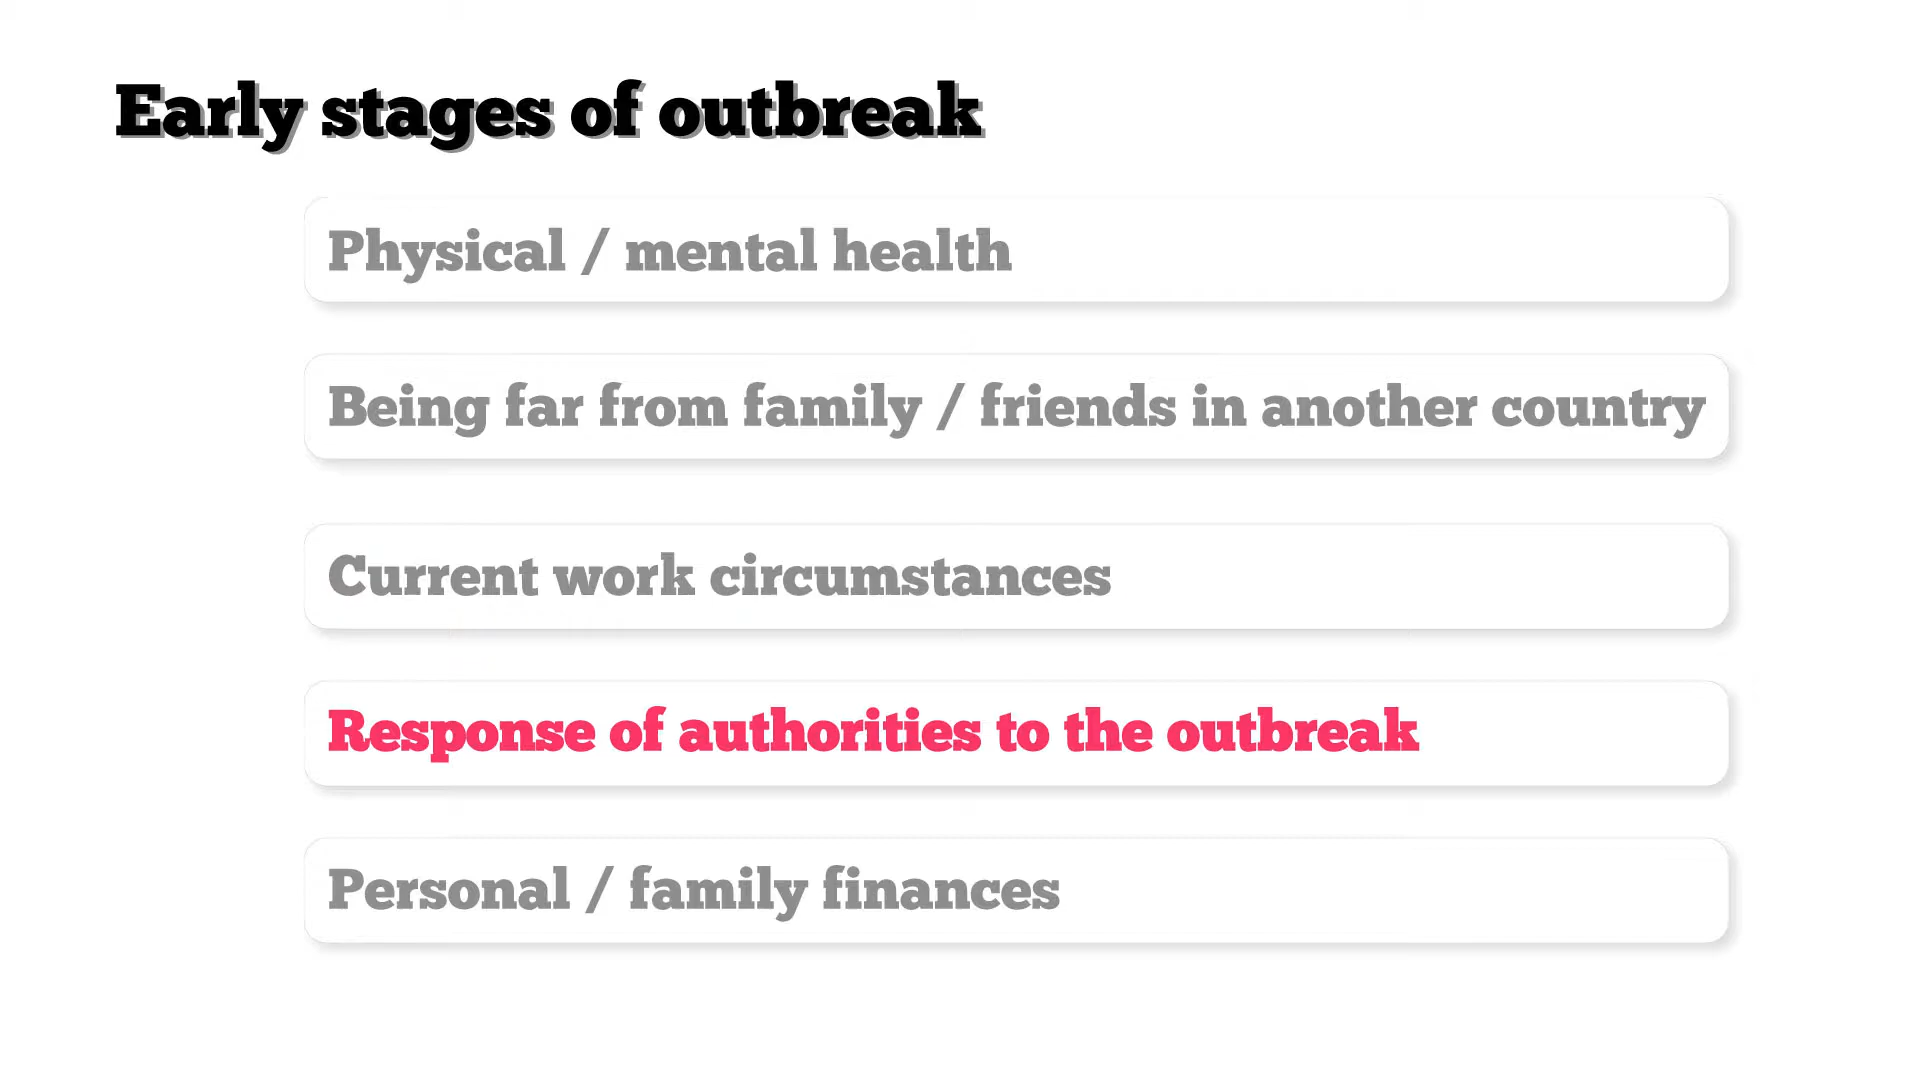 Early stages of outbreak
Physical / mental health
Being far from family / friends in another country
Current work circumstances
Response of authorities to the outbreak
Personal / family finances